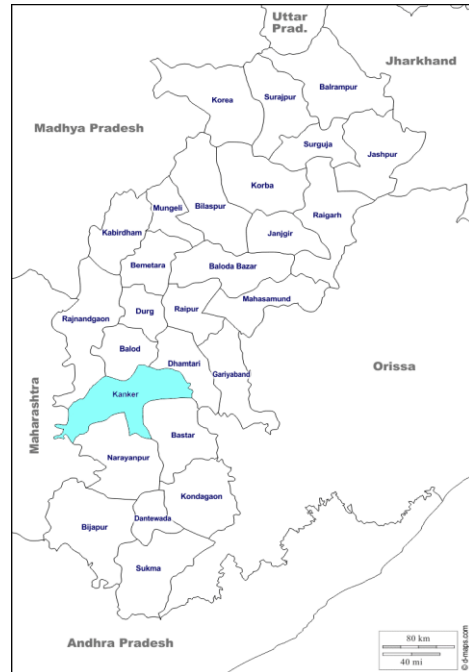 Uttar
Prad.
Jharkhand
Balrampur
Surajpur
Korea
Madhya Pradesh
Surguja
Jashpur
Korba
Bilaspur
Mungeli
Raigarh
Janjgir
Kabirdham
Bemetara
Baloda Bazar
Mahasamund
Rajnandgaon
Durg
Raipur
Balod
Dhamtari
Gariyaband
Orissa
Maharashtra
Kanker
Bastar
Narayanpur
Kondagaon
Bijapur
Dantewada
Sukma
Andhra Pradesh
80 km
40 mi
© d-maps.com